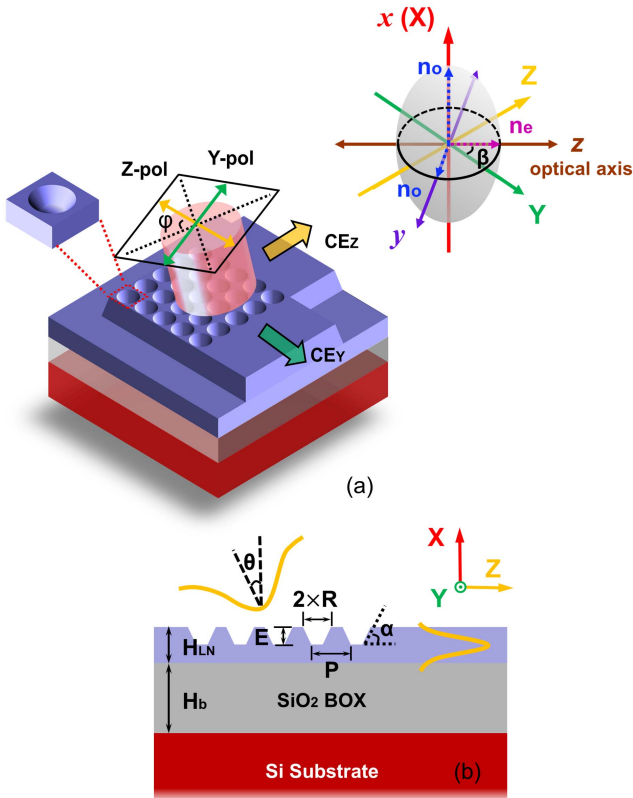 x (X)
no
Z
ne
z
β
optical axis
no
y
Y
Z-pol
Y-pol
φ
CEZ
CEY
(a)
θ
2×R
X
Z
Y
E
α
HLN
P
Hb
SiO2 BOX
Si Substrate
(b)